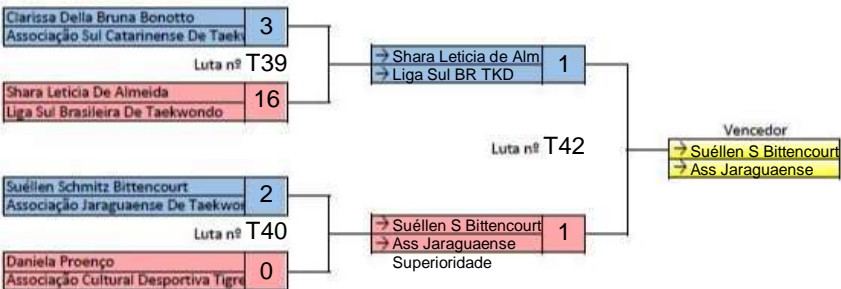 Clarissa Della Bruna Bonotto
Associação Sul Catarinense De Taekw
3
Luta nº T39
Shara Leticia De Almeida
Liga Sul Brasileira De Taekwondo
16
→ Shara Leticia de Alm
→ Liga Sul BR TKD
1
Luta nº T42
Vencedor
→ Suéllen S Bittencourt
→ Ass Jaraguaense
Suéllen Schmitz Bittencourt
Associação Jaraguaense De Taekwon
2
Luta nº T40
Daniela Proenço
Associação Cultural Desportiva Tigre
0
→ Suéllen S Bittencourt
→ Ass Jaraguaense
1
Superioridade